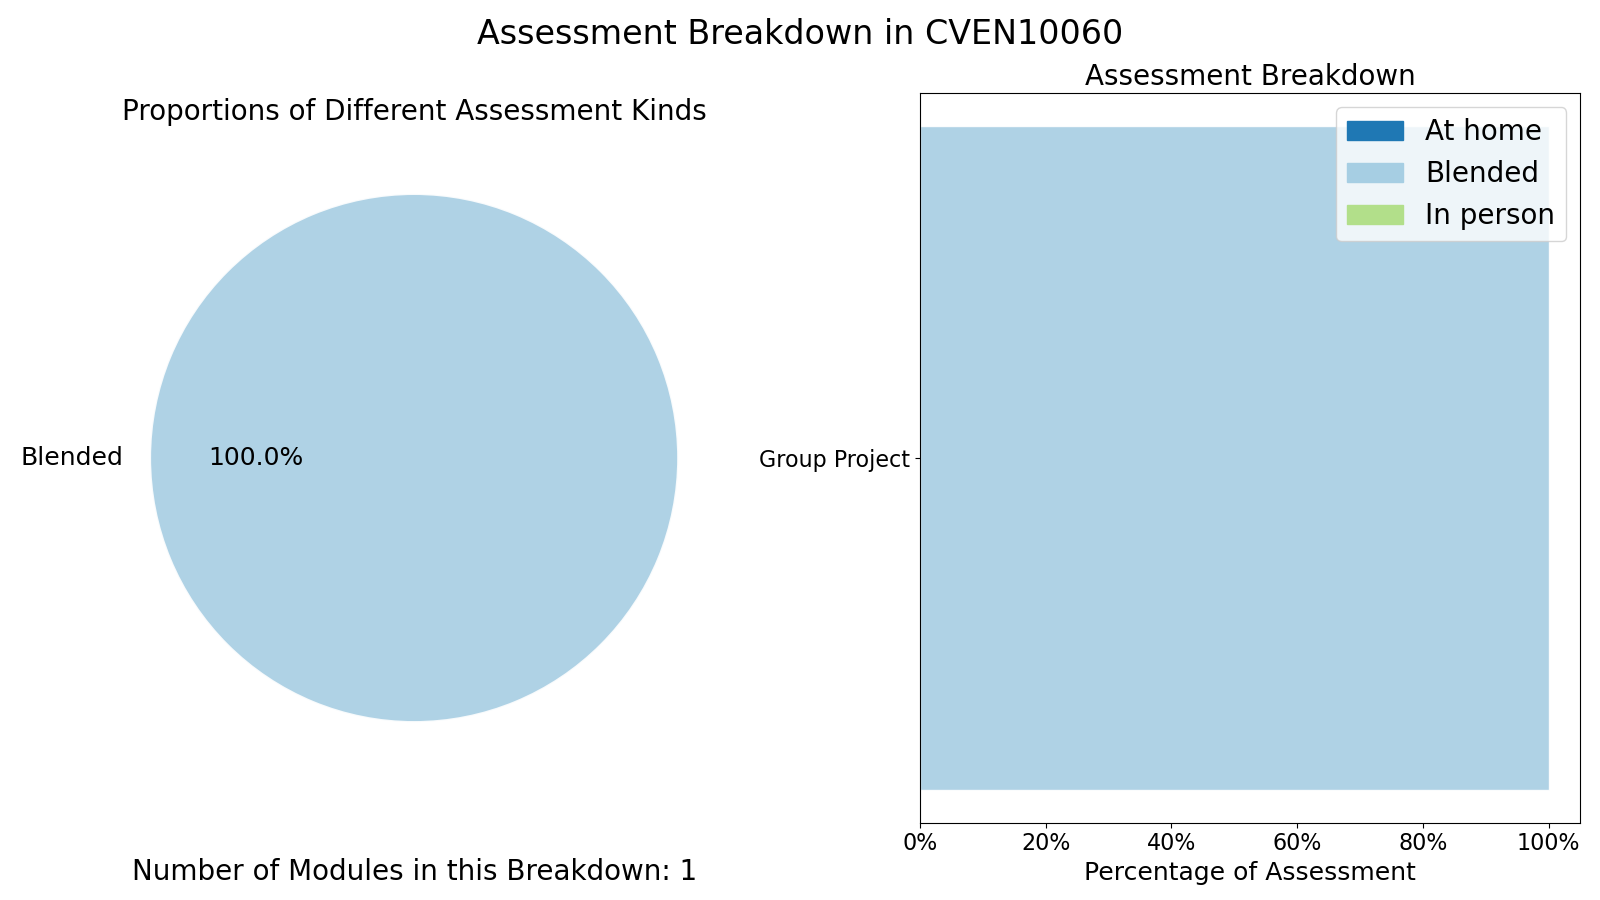 Assessment Breakdown in CVEN10060
Proportions of Different Assessment Kinds
Blended
100.0%
Number of Modules in this Breakdown: 1
Assessment Breakdown
At home
Blended
In person
Group Project
0% 20% 40% 60% 80% 100%
Percentage of Assessment